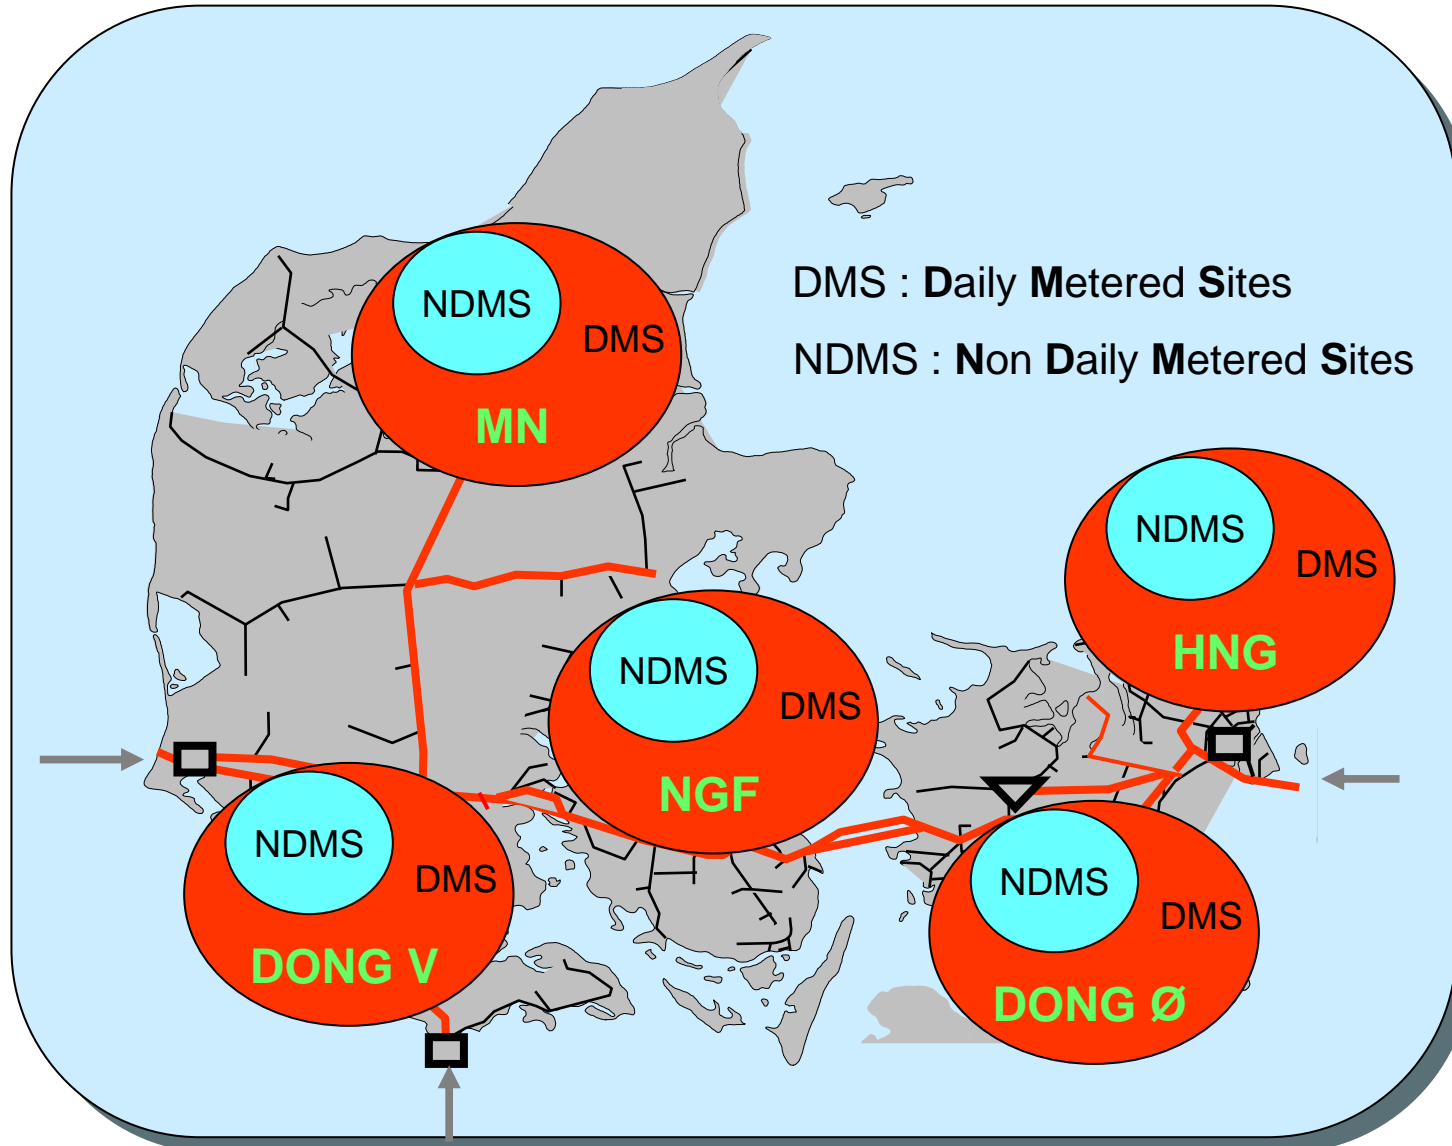 NDMS
DMS
MN
DMS : Daily Metered Sites
NDMS : Non Daily Metered Sites
NDMS
DMS
HNG
NDMS
DMS
NGF
NDMS
DMS
DONG V
NDMS
DMS
DONG Ø